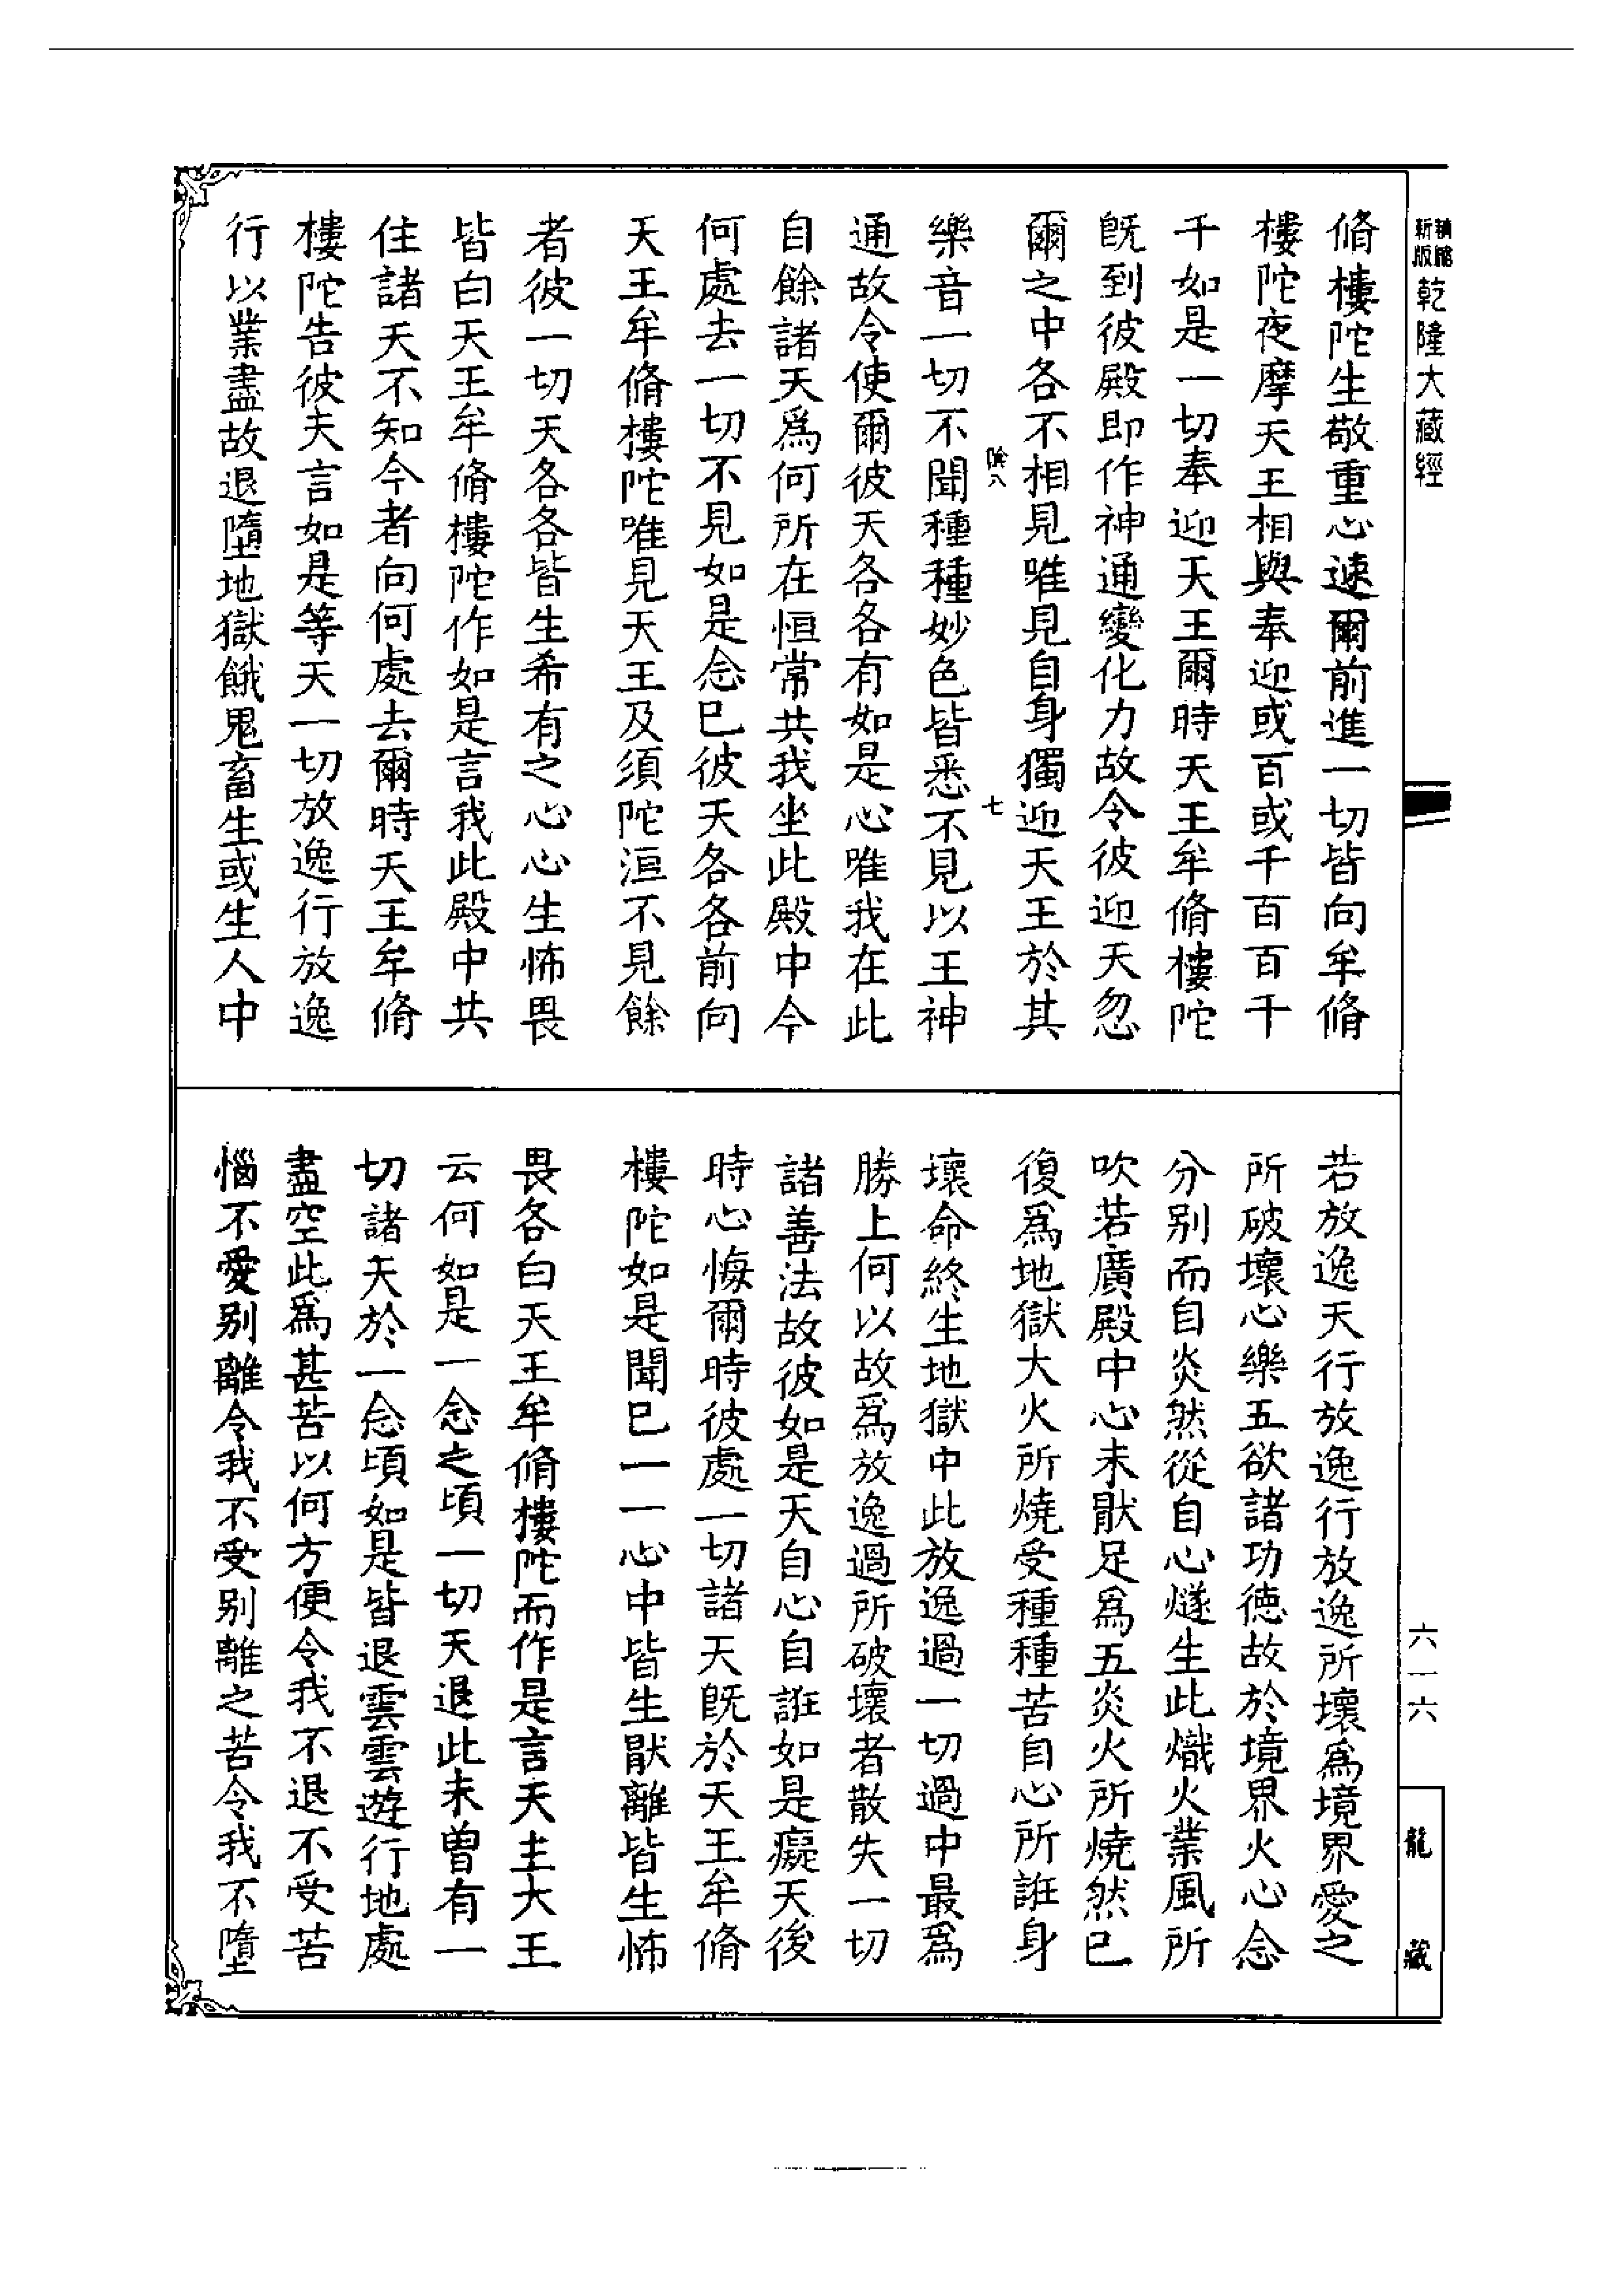 新版
精縮
乾隆大藏經
脩樓陀生敬重心速爾前進一切皆向牟脩
樓陀夜摩天王相與奉迎或百或千百百千
千如是一切奉迎天王爾時天王牟脩樓陀
旣到彼殿即作神通變化力故令彼迎天忽
爾之中各不相見唯見自身獨迎天王於其
七
樂音一切不聞種種妙色皆悉不見以王神
通故令使爾彼天各各有如是心唯我在此
自餘諸天爲何所在恒常共我坐此殿中今
何處去一切不見如是念已彼天各各前向
天王牟脩樓陀唯見天王及須陀洹不見餘
者彼一切天各各皆生希有之心心生怖畏
皆白天王牟脩樓陀作如是言我此殿中共
住諸天不知今者向何處去爾時天王牟脩
樓陀告彼天言如是等天一切放逸行放逸
行以業盡故退墮地獄餓鬼畜生或生人中
若放逸天行放逸行放逸所壞爲境界愛之
所破壞心樂五欲諸功德故於境界火心念
分別而自炎然從自心燧生此熾火業風所
吹若廣殿中心未猒足爲五炎火所燒然已
復爲地獄大火所燒受種種苦自心所誑身
壞命終生地獄中此放逸過一切過中最爲
勝上何以故爲放逸過所破壞者散失一切
諸善法故彼如是天自心自誑如是癡天後
時心悔爾時彼處一切諸天旣於天王牟脩
樓陀如是聞已一一心中皆生猒離皆生怖
畏各白天王牟脩樓陀而作是言天主大王
云何如是一念之頃一切天退此未曾有一
切諸天於一念頃如是皆退雲雲遊行地處
盡空此爲甚苦以何方便令我不退不受苦
惱不愛別離令我不受別離之苦令我不墮
六一六
龍藏